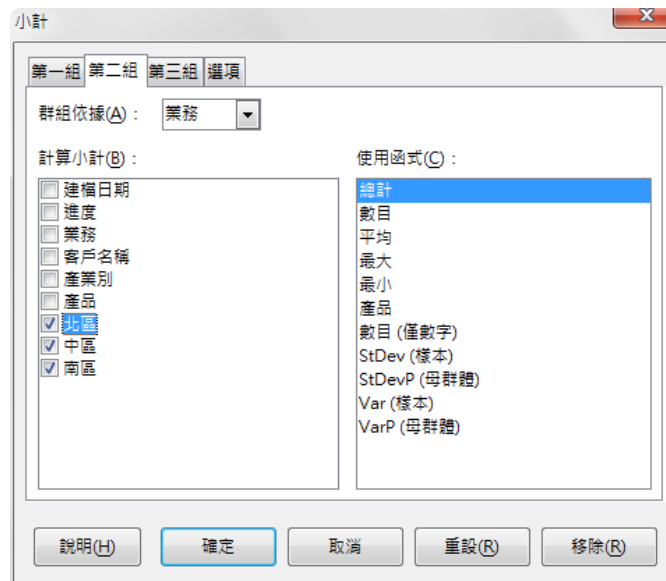 小計
第一組 第二組 第三組 選項
群組依據(A)： 業務
計算小計(B)：
建檔日期
進度
業務
客戶名稱
產業別
產品
北區
中區
南區
使用函式(C)：
總計
數目
平均
最大
最小
產品
數目 (僅數字)
StDev (樣本)
StDevP (母群體)
Var (樣本)
VarP (母群體)
說明(H) 確定 取消 重設(R) 移除(R)